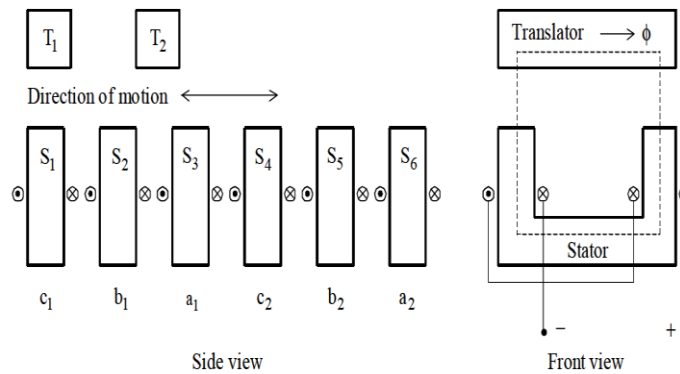 T1 T2 Translator → ϕ
Direction of motion
S1 S2 S3 S4 S5 S6
Stator
c1 b1 a1 c2 b2 a2
− +
Side view Front view